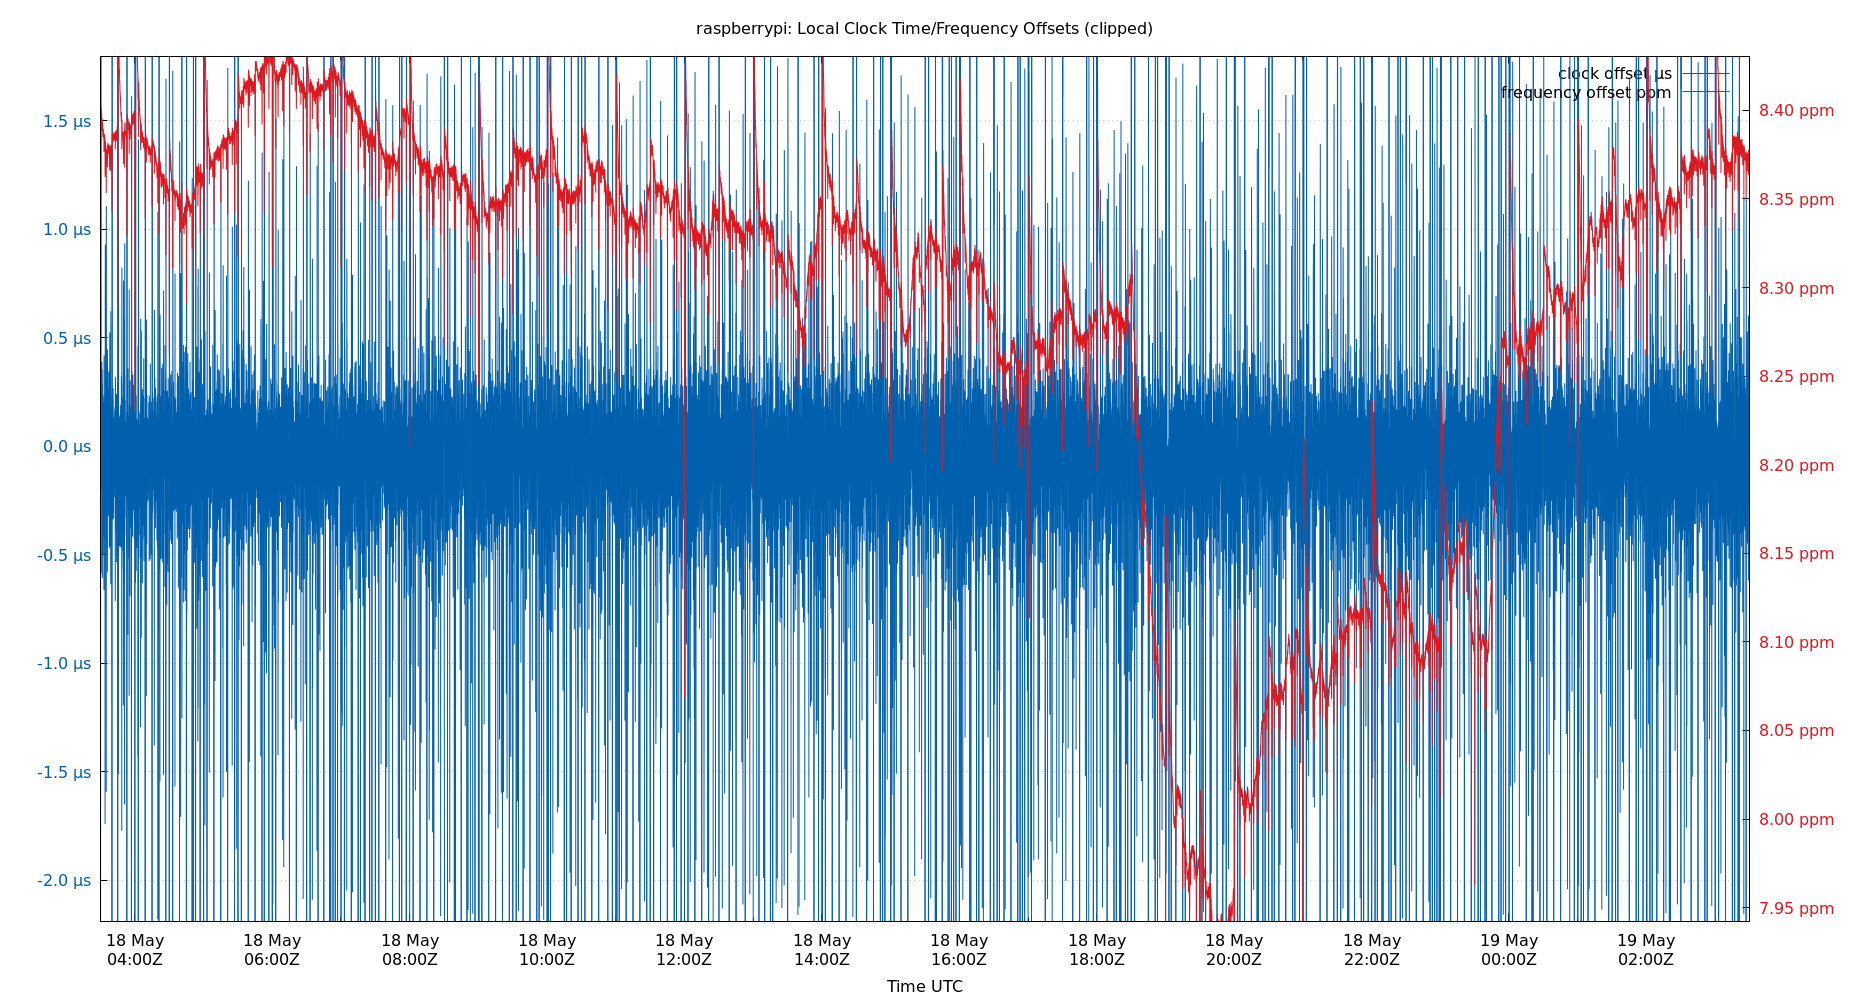 raspberrypi: Local Clock Time/Frequency Offsets (clipped)
clock offset µs
frequency offset ppm
1.5 µs
1.0 µs
0.5 µs
0.0 µs
-0.5 µs
-1.0 µs
-1.5 µs
-2.0 µs
8.40 ppm
8.35 ppm
8.30 ppm
8.25 ppm
8.20 ppm
8.15 ppm
8.10 ppm
8.05 ppm
8.00 ppm
7.95 ppm
18 May 18 May 18 May 18 May 18 May 18 May 18 May 18 May 18 May 18 May 19 May 19 May
04:00Z 06:00Z 08:00Z 10:00Z 12:00Z 14:00Z 16:00Z 18:00Z 20:00Z 22:00Z 00:00Z 02:00Z
Time UTC